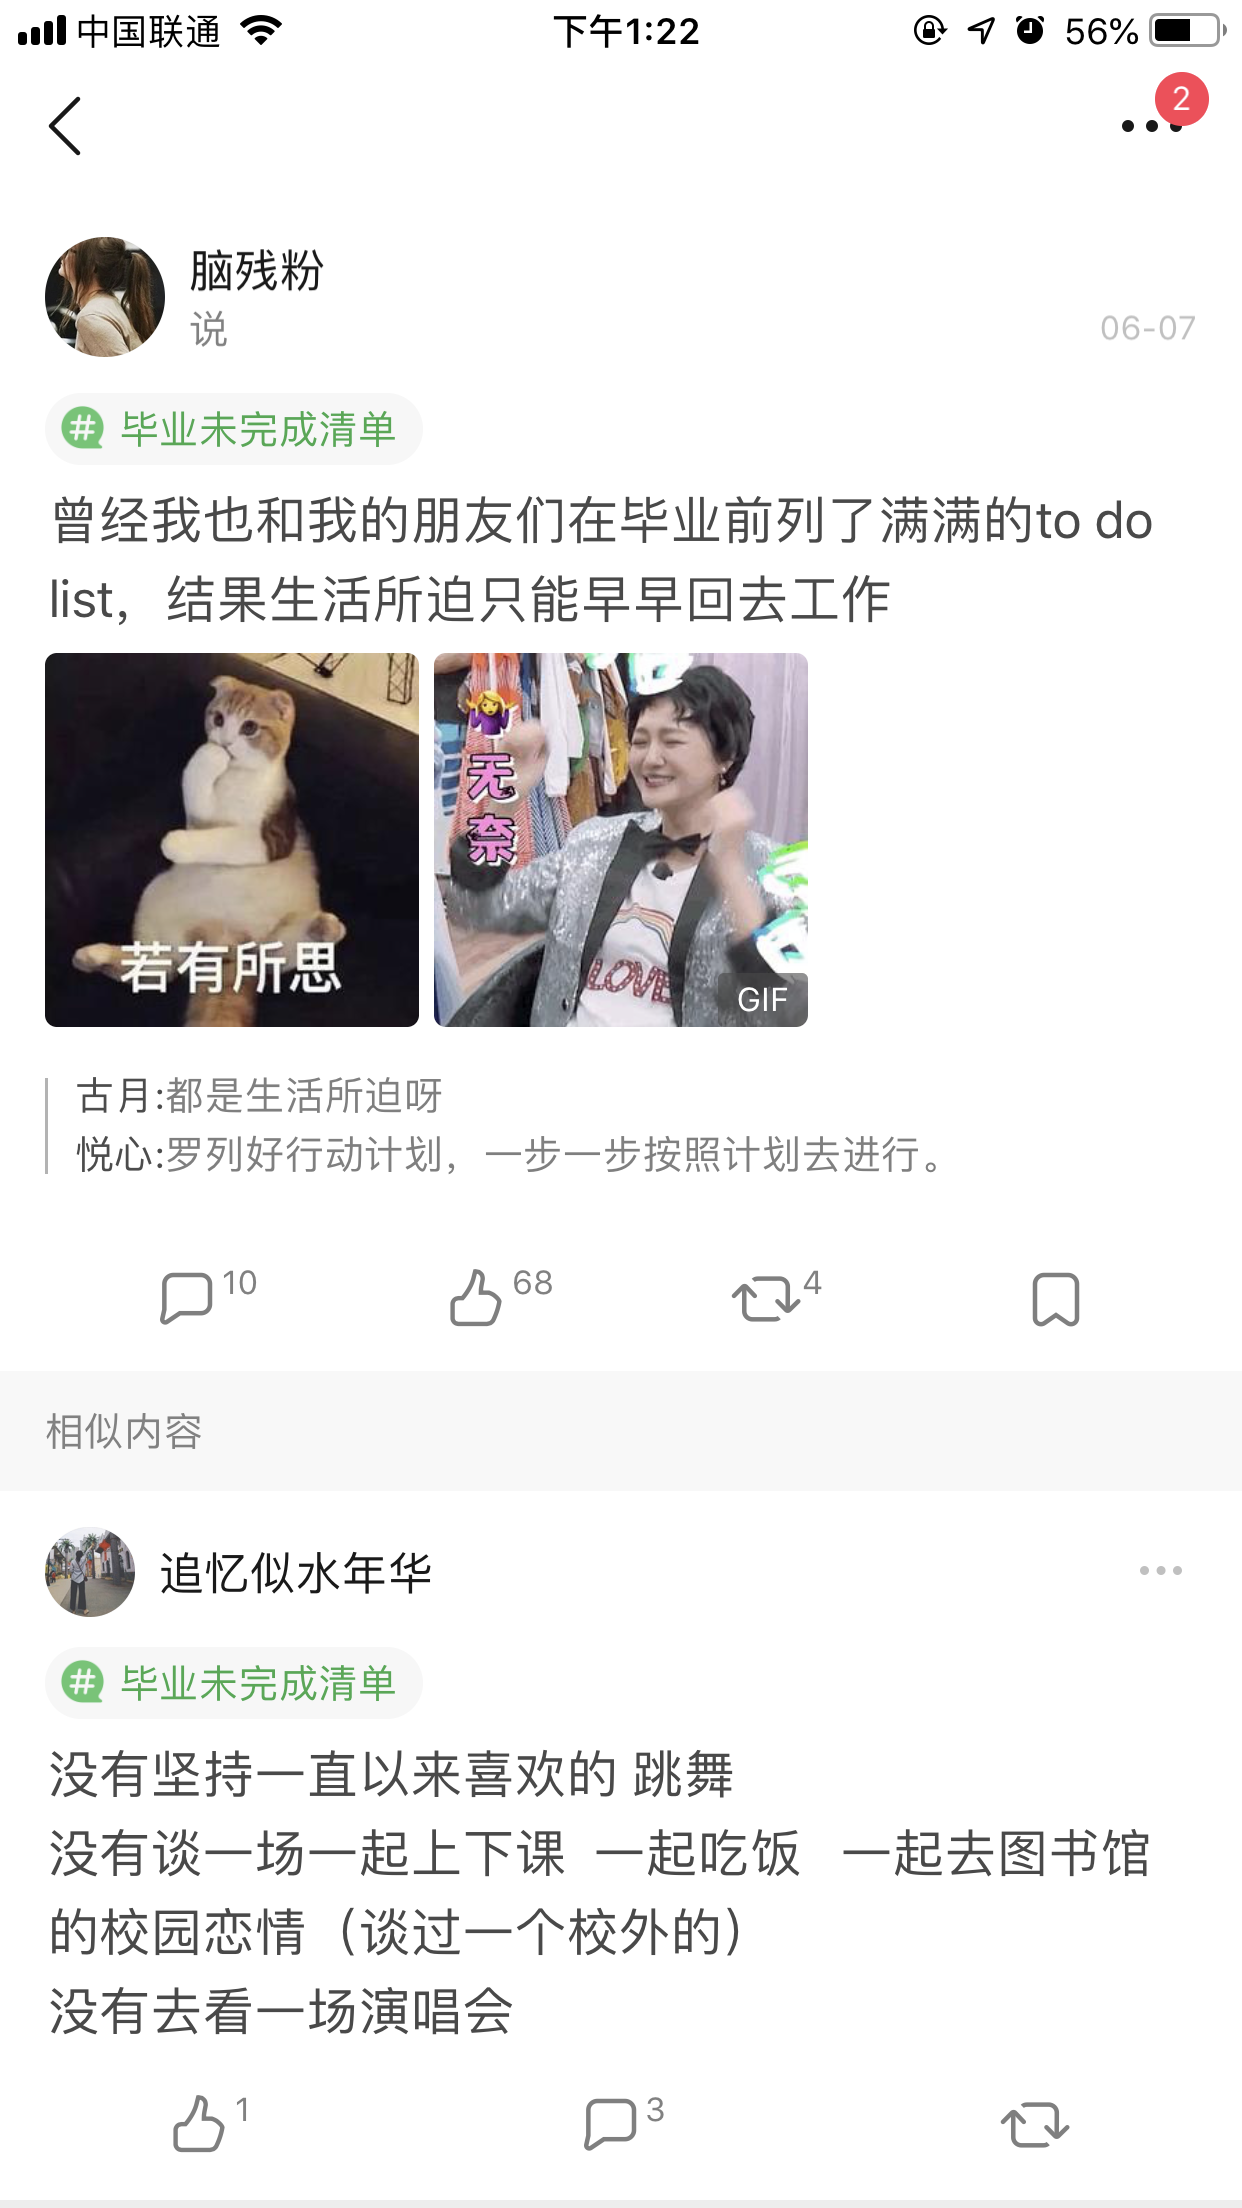 中国联通
下午1:22
56%
2
脑残粉
说
06-07
# 毕业未完成清单
曾经我也和我的朋友们在毕业前列了满满的to do
list，结果生活所迫只能早早回去工作
若有所思
无奈
LOVE
GIF
古月:都是生活所迫呀
悦心:罗列好行动计划，一步一步按照计划去进行。
10
68
4
相似内容
追忆似水年华
# 毕业未完成清单
没有坚持一直以来喜欢的 跳舞
没有谈一场一起上下课 一起吃饭 一起去图书馆
的校园恋情（谈过一个校外的）
没有去看一场演唱会
1
3